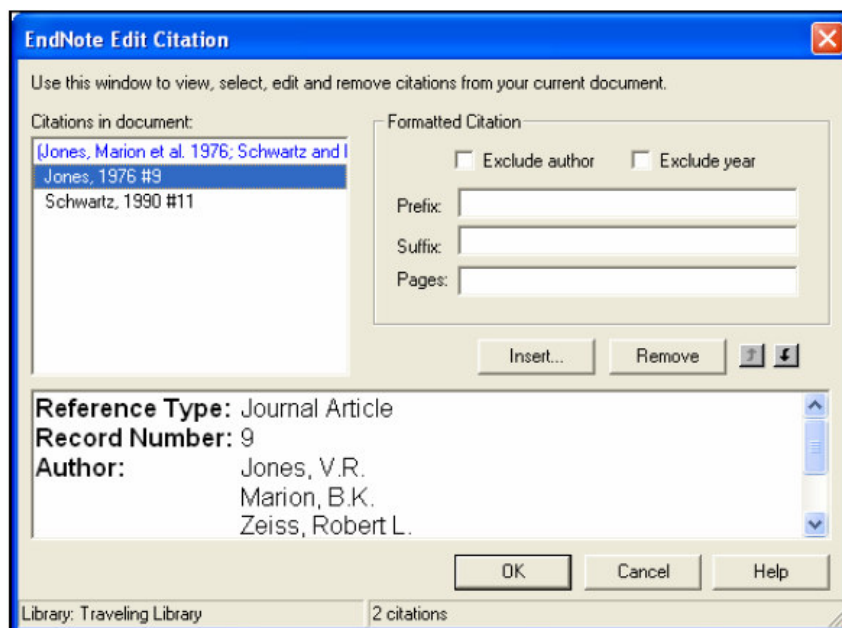 EndNote Edit Citation
Use this window to view, select, edit and remove citations from your current document.
Citations in document:
(Jones, Marion et al. 1976; Schwartz and
Jones, 1976 #9
Schwartz, 1990 #11
Formatted Citation
Exclude author Exclude year
Prefix:
Suffix:
Pages:
Insert... Remove
Reference Type: Journal Article
Record Number: 9
Author: Jones, V.R.
Marion, B.K.
Zeiss, Robert L.
OK Cancel Help
Library: Traveling Library 2 citations